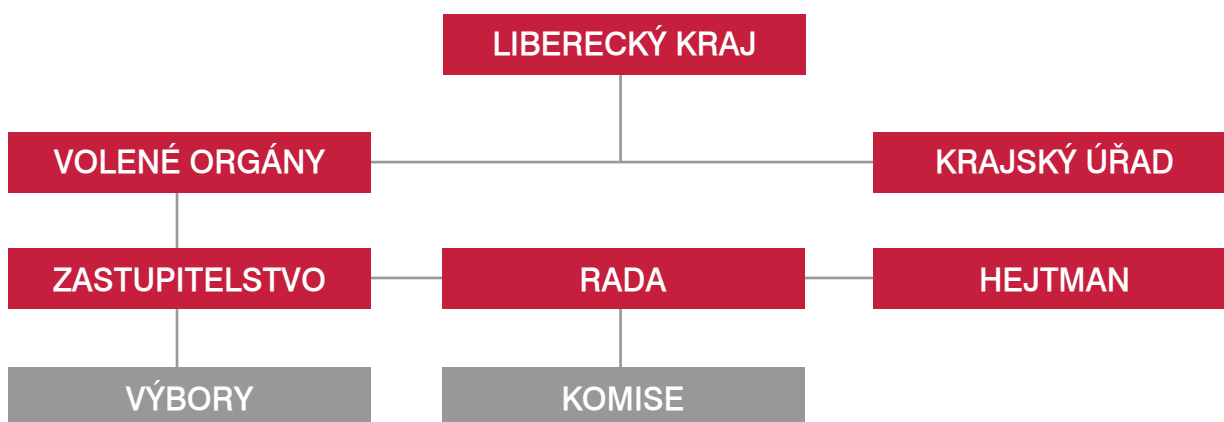 LIBERECKÝ KRAJ
VOLENÉ ORGÁNY
KRAJSKÝ ÚŘAD
ZASTUPITELSTVO
RADA
HEJTMAN
VÝBORY
KOMISE